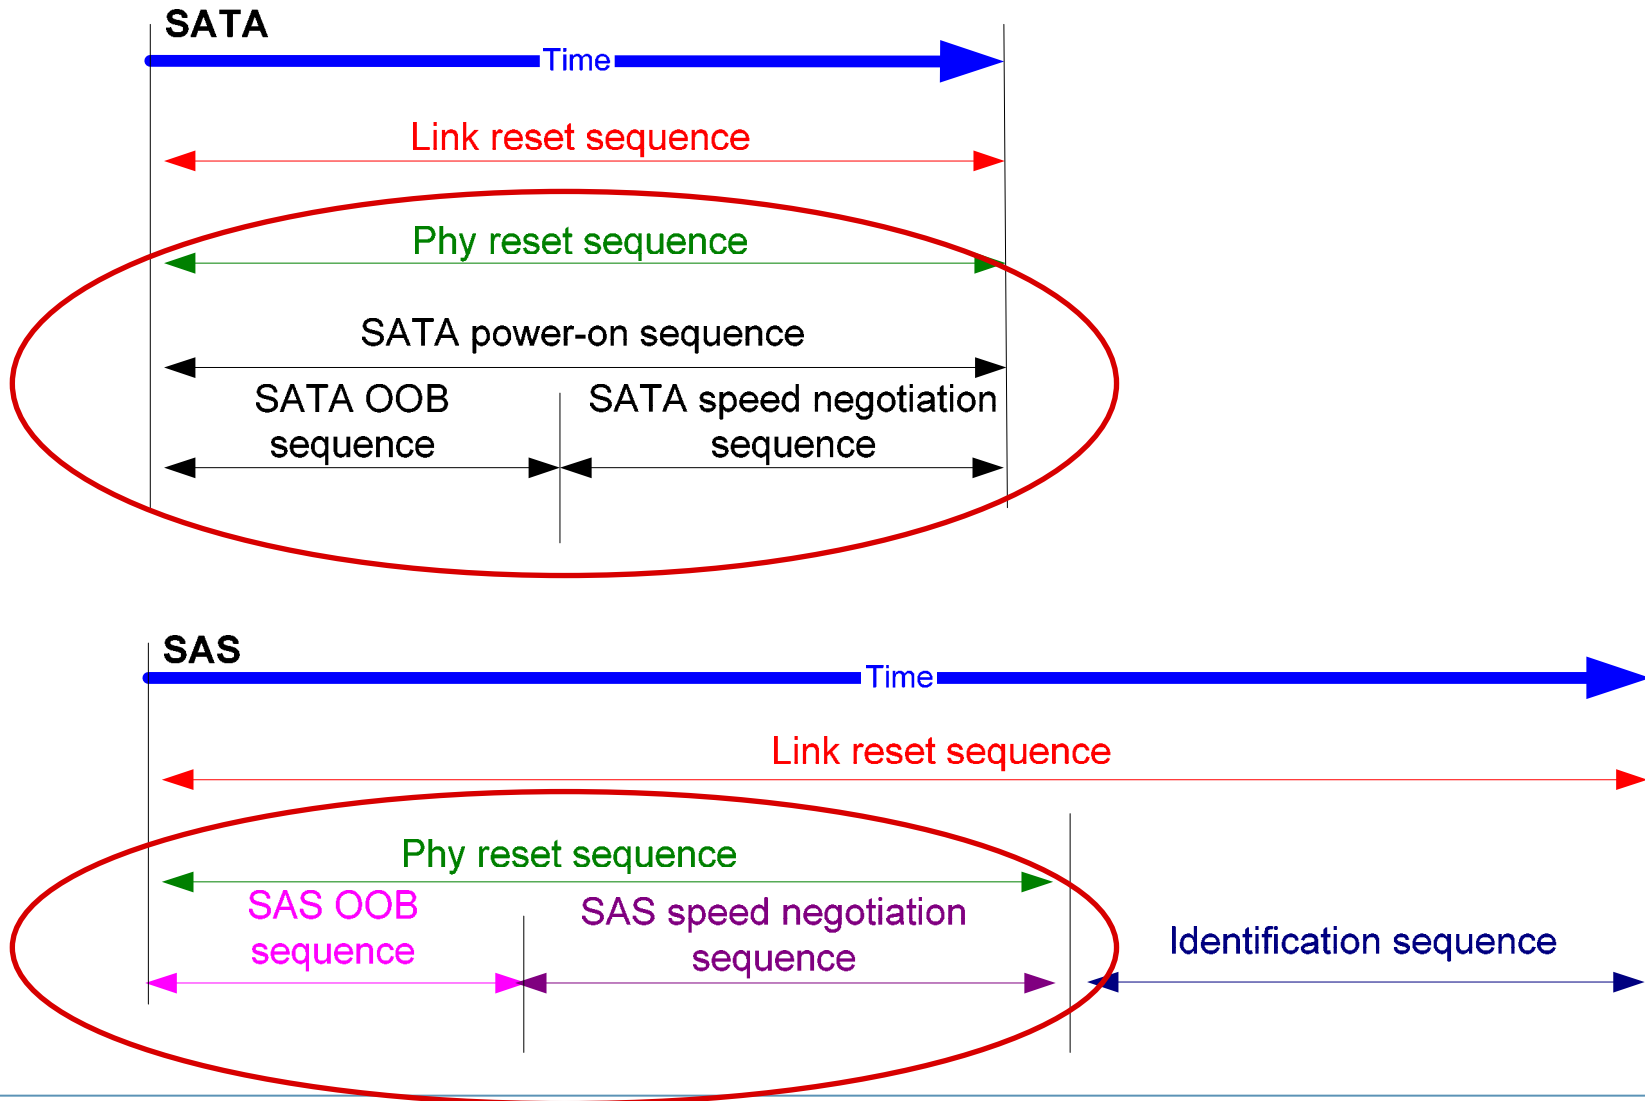 SATA
Time
Link reset sequence
Phy reset sequence
SATA power-on sequence
SATA OOB
sequence
SATA speed negotiation
sequence
SAS
Time
Link reset sequence
Phy reset sequence
SAS OOB
sequence
SAS speed negotiation
sequence
Identification sequence